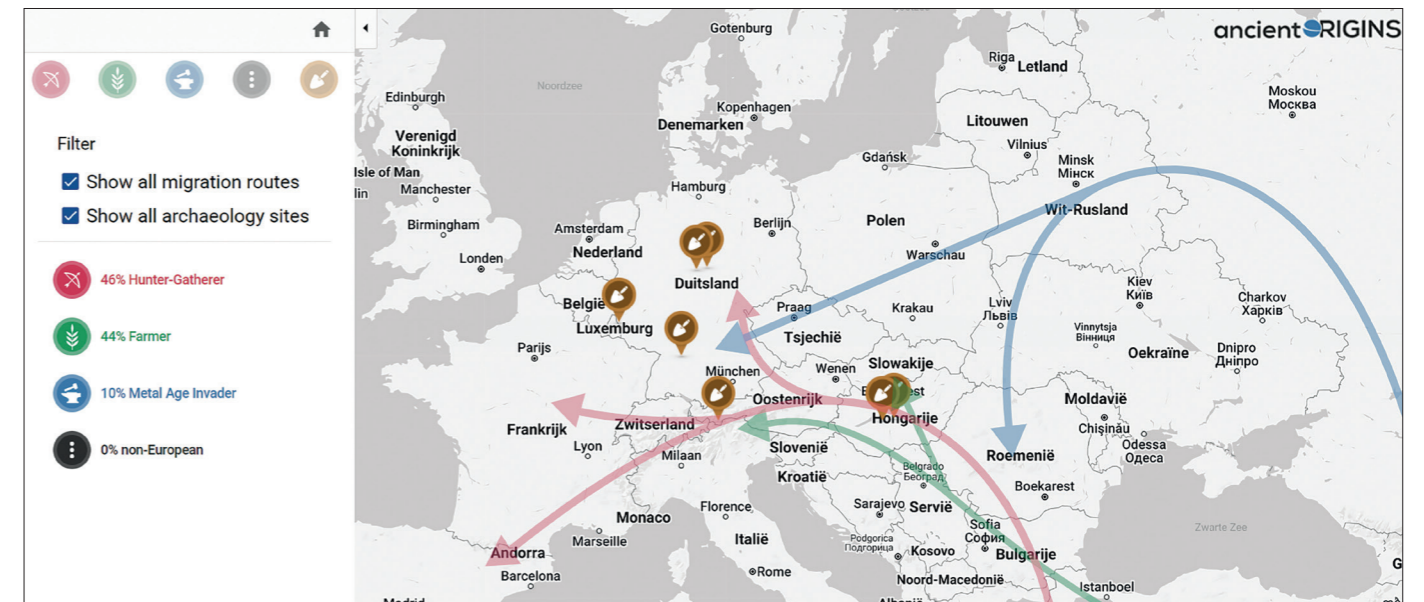 Filter
Show all migration routes
Show all archaeology sites
46% Hunter-Gatherer
44% Farmer
10% Metal Age Invader
0% non-European
ancientORIGINS
Gotenburg
Riga
Letland
Noordzee
Moskou
Москва
Edinburgh
Kopenhagen
Denemarken
Litouwen
Verenigd
Koninkrijk
Vilnius
Gdańsk
Minsk
Мінск
Isle of Man
lin
Manchester
Hamburg
Wit-Rusland
Birmingham
Amsterdam
Berlijn
Polen
Nederland
Warschau
Londen
Duitsland
België
Praag
Krakau
Lviv
Львів
Kiev
Київ
Charkov
Харків
Luxemburg
Tsjechië
Vinnytsja
Вінниця
Parijs
Slowakije
Oekraïne
Dnipro
Дніпро
München
Wenen
Oostenrijk
Moldavië
Hongarije
Chișinău
Frankrijk
Zwitserland
Odessa
Одеса
Lyon
Milaan
Slovenië
Roemenië
Kroatië
Belgrado
Београд
Boekarest
Florence
Sarajevo
Servië
Monaco
Marseille
Italië
Sofia
София
Zwarte Zee
Podgorica
Подгорица
Kosovo
Bulgarije
Andorra
Barcelona
Rome
Noord-Macedonië
Istanboel
G